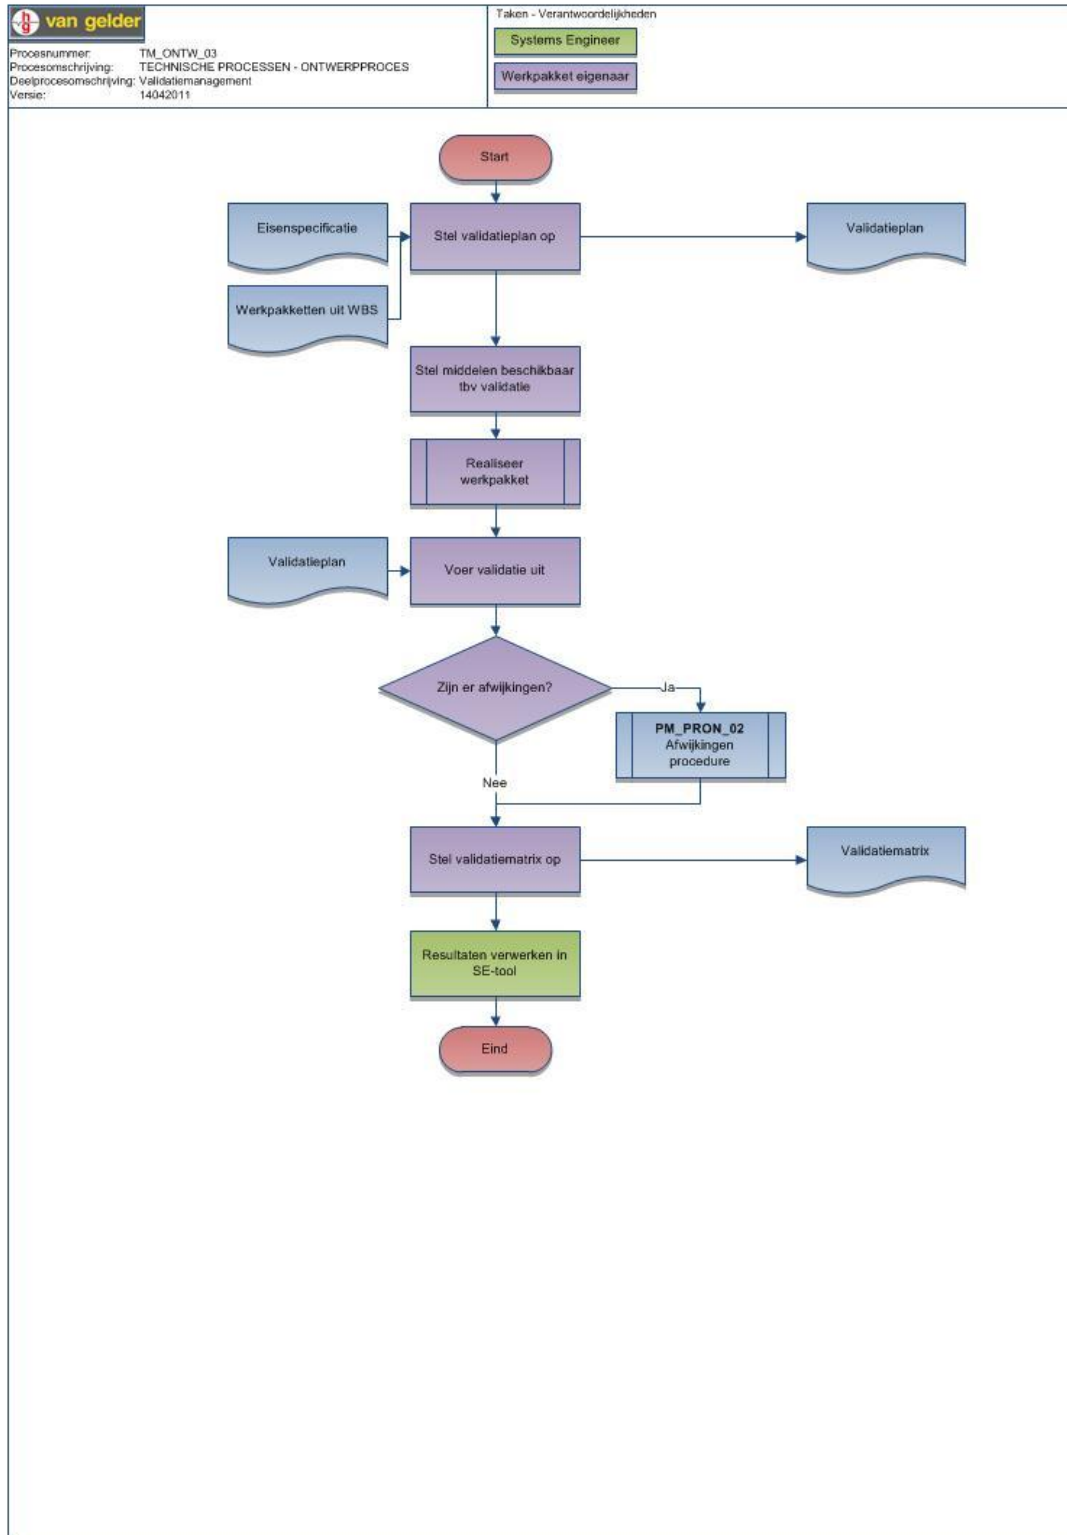 hg van gelder
Procesnummer: TM_ONTW_03
Procesomschrijving: TECHNISCHE PROCESSEN - ONTWERPPROCES
Deelprocesomschrijving: Validatiemanagement
Versie: 14042011
Taken - Verantwoordelijkheden
Systems Engineer
Werkpakket eigenaar
Start
Eisenspecificatie
Stel validatieplan op
Validatieplan
Werkpakketten uit WBS
Stel middelen beschikbaar
tbv validatie
Realiseer
werkpakket
Validatieplan
Voer validatie uit
Zijn er afwijkingen?
Ja
PM_PRON_02
Afwijkingen
procedure
Nee
Stel validatiematrix op
Validatiematrix
Resultaten verwerken in
SE-tool
Eind